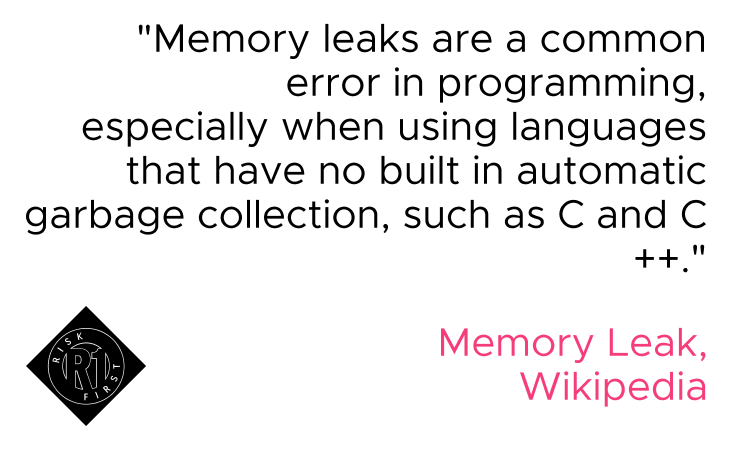 "Memory leaks are a common
error in programming,
especially when using languages
that have no built in automatic
garbage collection, such as C and C
++."
Memory Leak,
Wikipedia
RISK
R1
FIRST